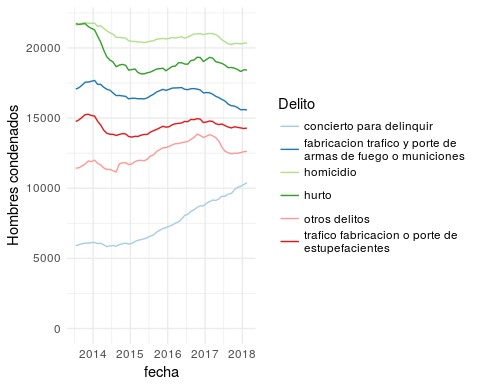 Hombres condenados
20000
15000
10000
5000
0
2014 2015 2016 2017 2018
fecha
Delito
concierto para delinquir
fabricacion trafico y porte de
armas de fuego o municiones
homicidio
hurto
otros delitos
trafico fabricacion o porte de
estupefacientes